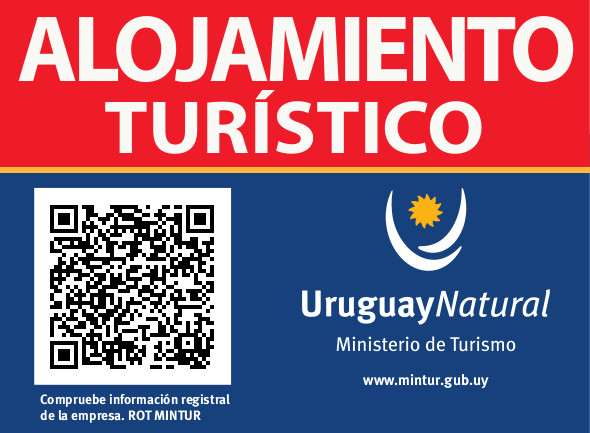 ALOJAMIENTO
TURÍSTICO
UruguayNatural
Ministerio de Turismo
www.mintur.gub.uy
Compruebe información registral
de la empresa. ROT MINTUR